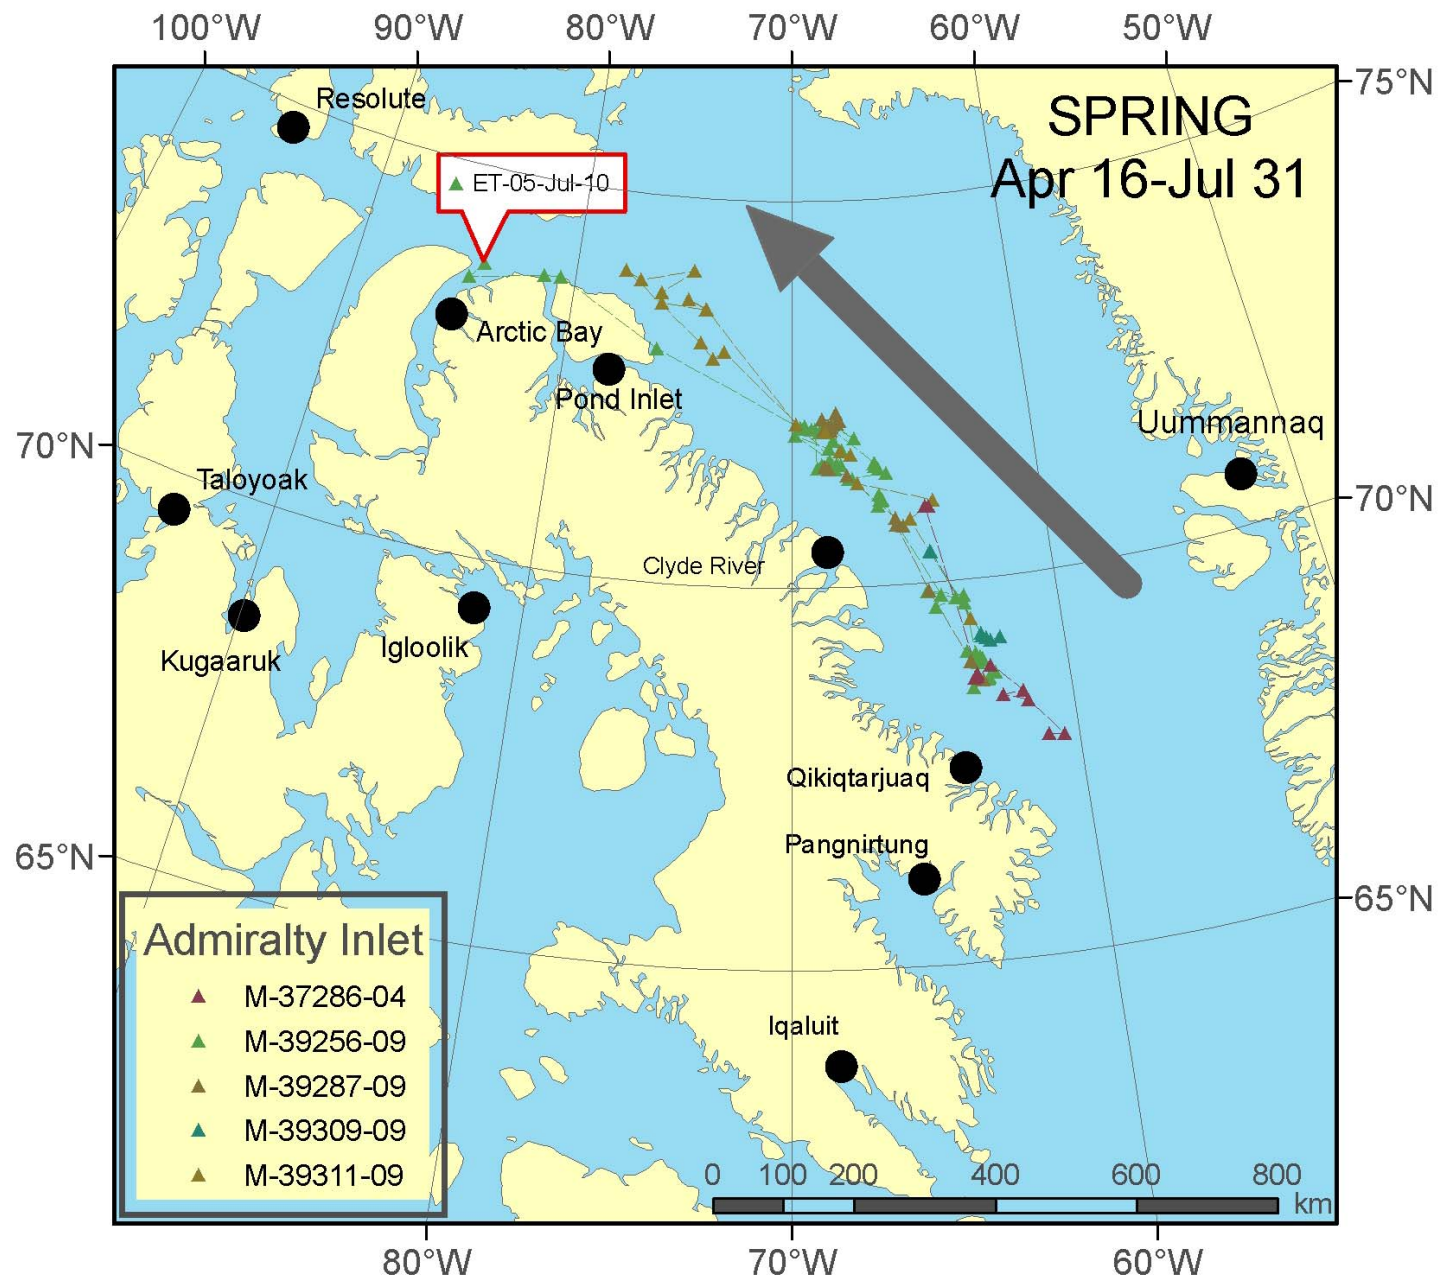 100°W 90°W 80°W 70°W 60°W 50°W
75°N
SPRING
Apr 16-Jul 31
Resolute
ET-05-Jul-10
Arctic Bay
Pond Inlet
Uummannaq
70°N
Taloyoak
70°N
Clyde River
Igloolik
Kugaaruk
Qikiqtarjuaq
Pangnirtung
65°N
65°N
Admiralty Inlet
M-37286-04
M-39256-09
M-39287-09
M-39309-09
M-39311-09
Iqaluit
0 100 200 400 600 800
km
80°W 70°W 60°W